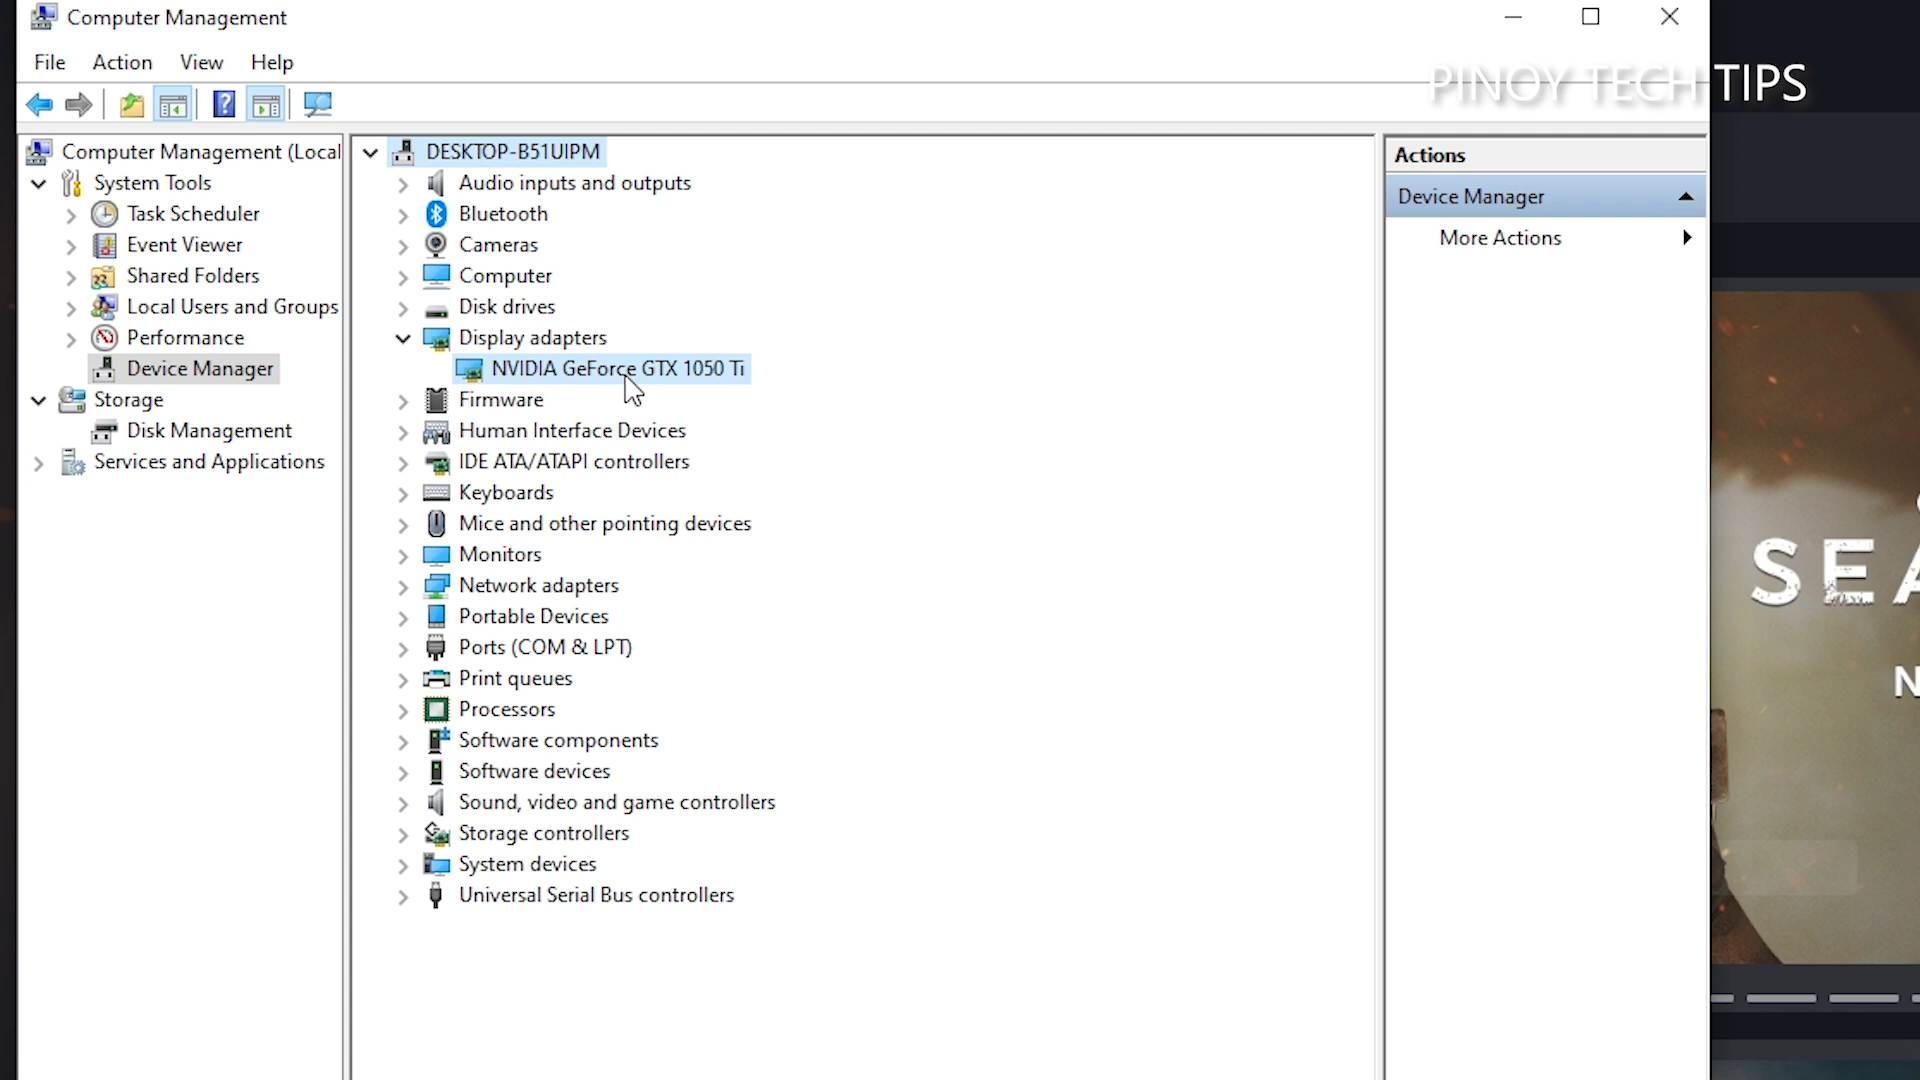 Computer Management
File Action View Help
PINOY TECH TIPS
Computer Management (Local
System Tools
Task Scheduler
Event Viewer
Shared Folders
Local Users and Groups
Performance
Device Manager
Storage
Disk Management
Services and Applications
DESKTOP-B51UIPM
Audio inputs and outputs
Bluetooth
Cameras
Computer
Disk drives
Display adapters
NVIDIA GeForce GTX 1050 Ti
Firmware
Human Interface Devices
IDE ATA/ATAPI controllers
Keyboards
Mice and other pointing devices
Monitors
Network adapters
Portable Devices
Ports (COM & LPT)
Print queues
Processors
Software components
Software devices
Sound, video and game controllers
Storage controllers
System devices
Universal Serial Bus controllers
Actions
Device Manager
More Actions